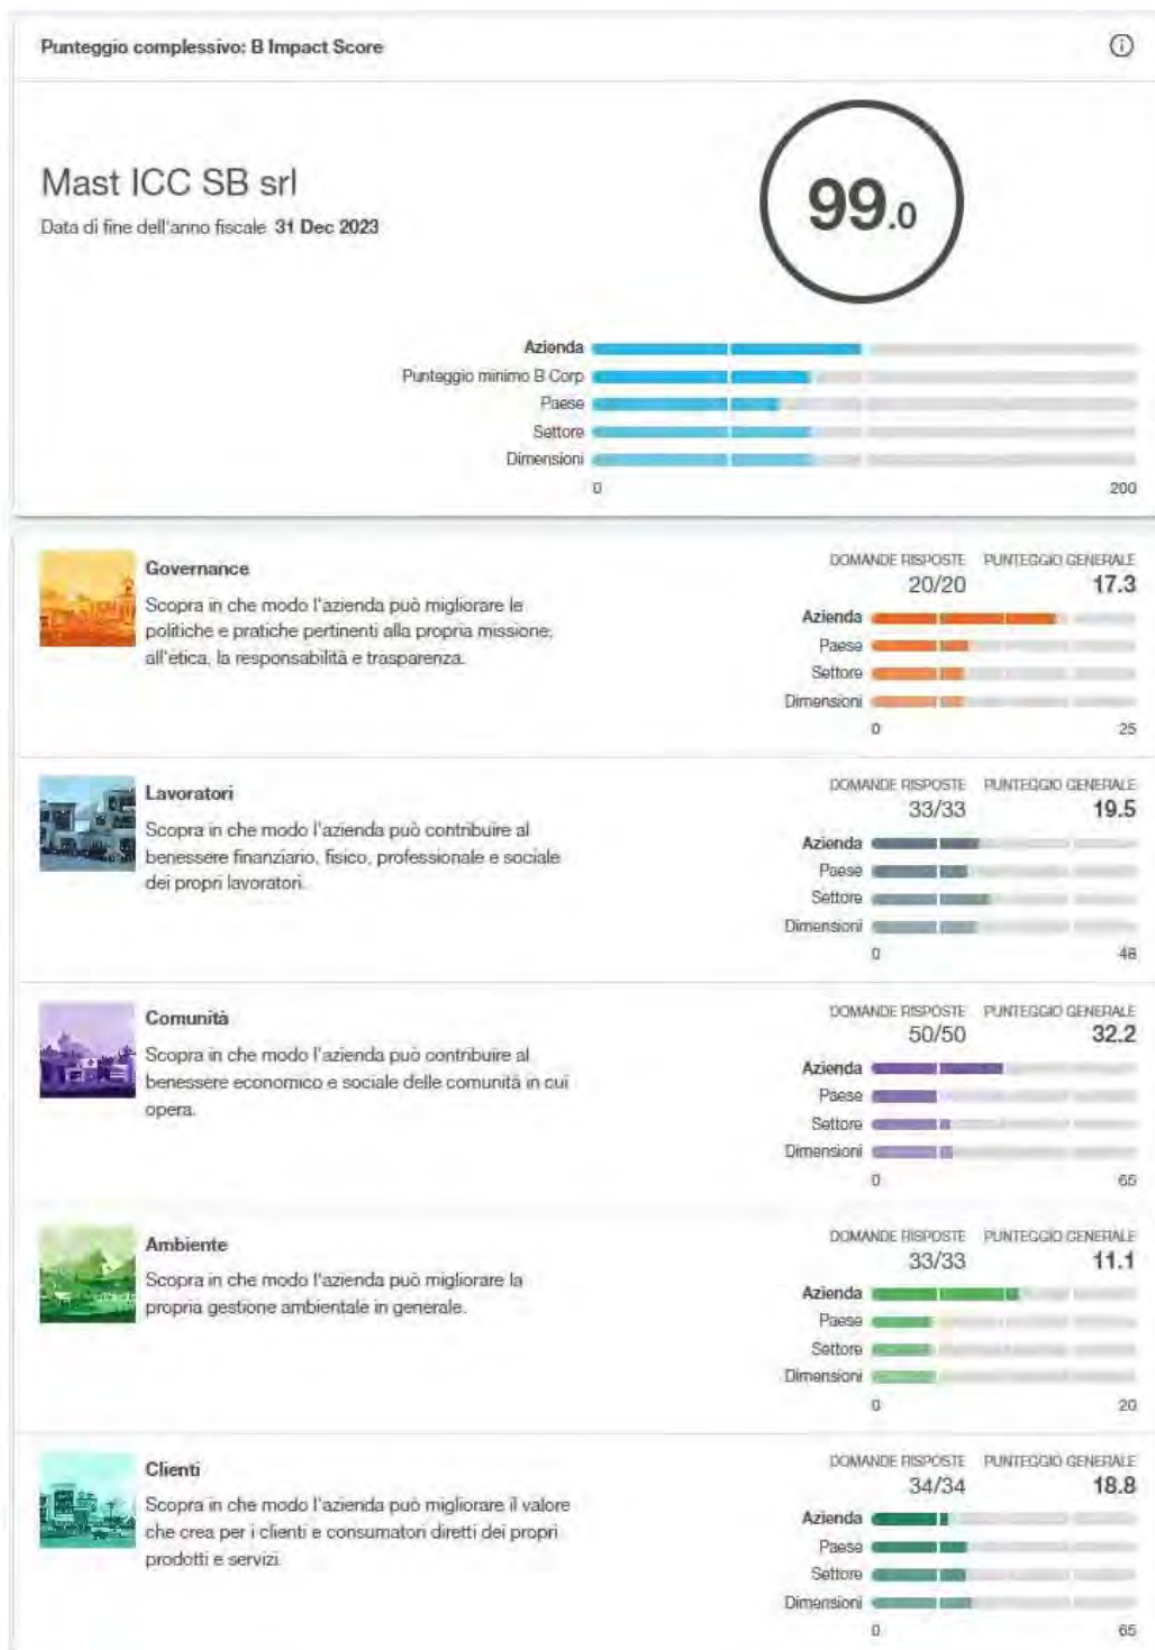 Punteggio complessivo: B Impact Score
Mast ICC SB srl
Data di fine dell'anno fiscale 31 Dec 2023
99.0
Azienda
Punteggio minimo B Corp
Paese
Settore
Dimensioni
0 200
Governance
Scopra in che modo l'azienda può migliorare le
politiche e pratiche pertinenti alla propria missione,
all'etica, la responsabilità e trasparenza.
DOMANDE RISPOSTE PUNTEGGIO GENERALE
20/20 17.3
Azienda
Paese
Settore
Dimensioni
0 25
Lavoratori
Scopra in che modo l'azienda può contribuire al
benessere finanziario, fisico, professionale e sociale
dei propri lavoratori.
DOMANDE RISPOSTE PUNTEGGIO GENERALE
33/33 19.5
Azienda
Paese
Settore
Dimensioni
0 48
Comunità
Scopra in che modo l'azienda può contribuire al
benessere economico e sociale delle comunità in cui
opera.
DOMANDE RISPOSTE PUNTEGGIO GENERALE
50/50 32.2
Azienda
Paese
Settore
Dimensioni
0 65
Ambiente
Scopra in che modo l'azienda può migliorare la
propria gestione ambientale in generale.
DOMANDE RISPOSTE PUNTEGGIO GENERALE
33/33 11.1
Azienda
Paese
Settore
Dimensioni
0 20
Clienti
Scopra in che modo l'azienda può migliorare il valore
che crea per i clienti e consumatori diretti dei propri
prodotti e servizi.
DOMANDE RISPOSTE PUNTEGGIO GENERALE
34/34 18.8
Azienda
Paese
Settore
Dimensioni
0 65